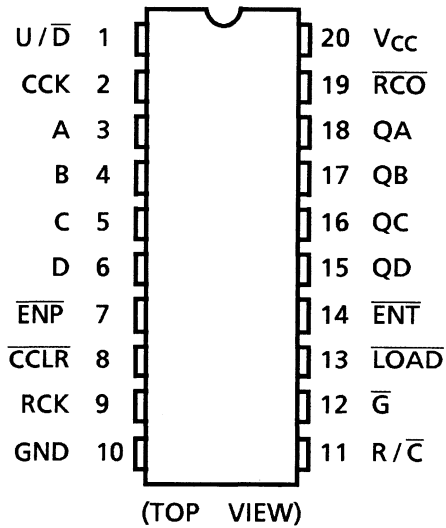 U/D̅ 1 20 VCC
CCK 2 19 R̅C̅O̅
A 3 18 QA
B 4 17 QB
C 5 16 QC
D 6 15 QD
E̅N̅P̅ 7 14 E̅N̅T̅
C̅C̅L̅R̅ 8 13 L̅O̅A̅D̅
RCK 9 12 G̅
GND 10 11 R/C̅
(TOP VIEW)